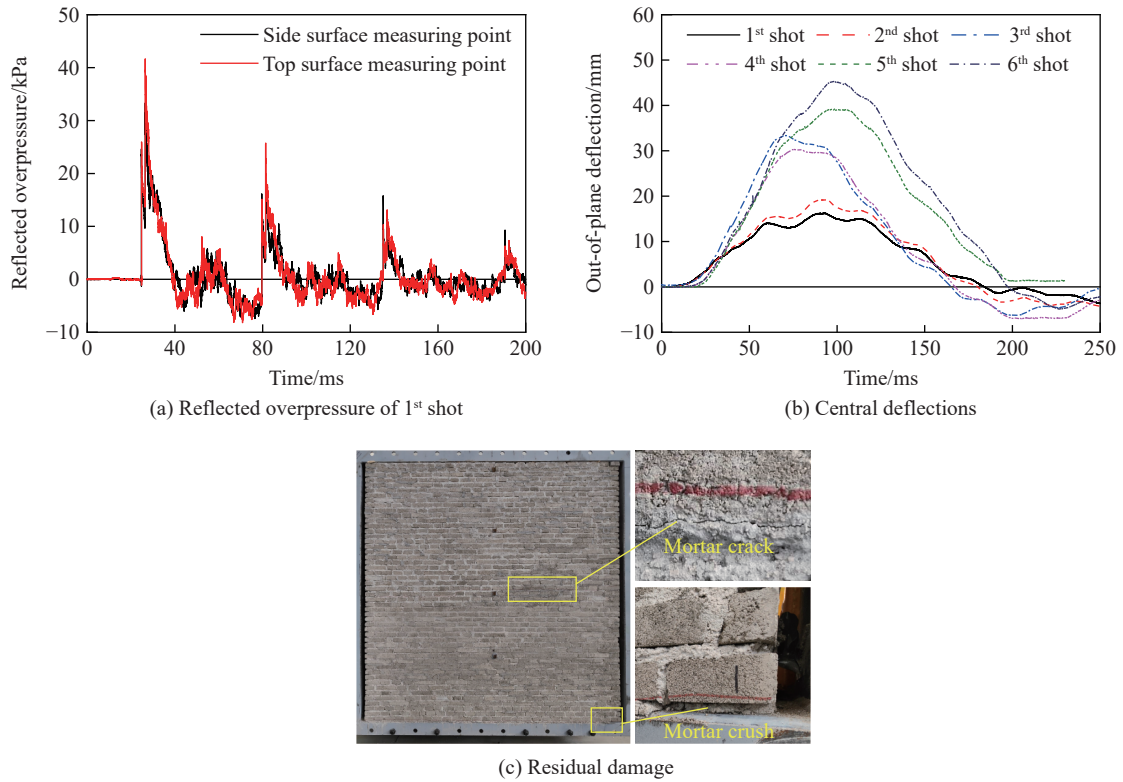 Reflected overpressure/kPa
50
40
30
20
10
0
−10
Side surface measuring point
Top surface measuring point
0
40
80
120
160
200
Time/ms
(a) Reflected overpressure of 1st shot
Out-of-plane deflection/mm
60
50
40
30
20
10
0
−10
1st shot 2nd shot 3rd shot
4th shot 5th shot 6th shot
0
50
100
150
200
250
Time/ms
(b) Central deflections
Mortar crack
Mortar crush
(c) Residual damage